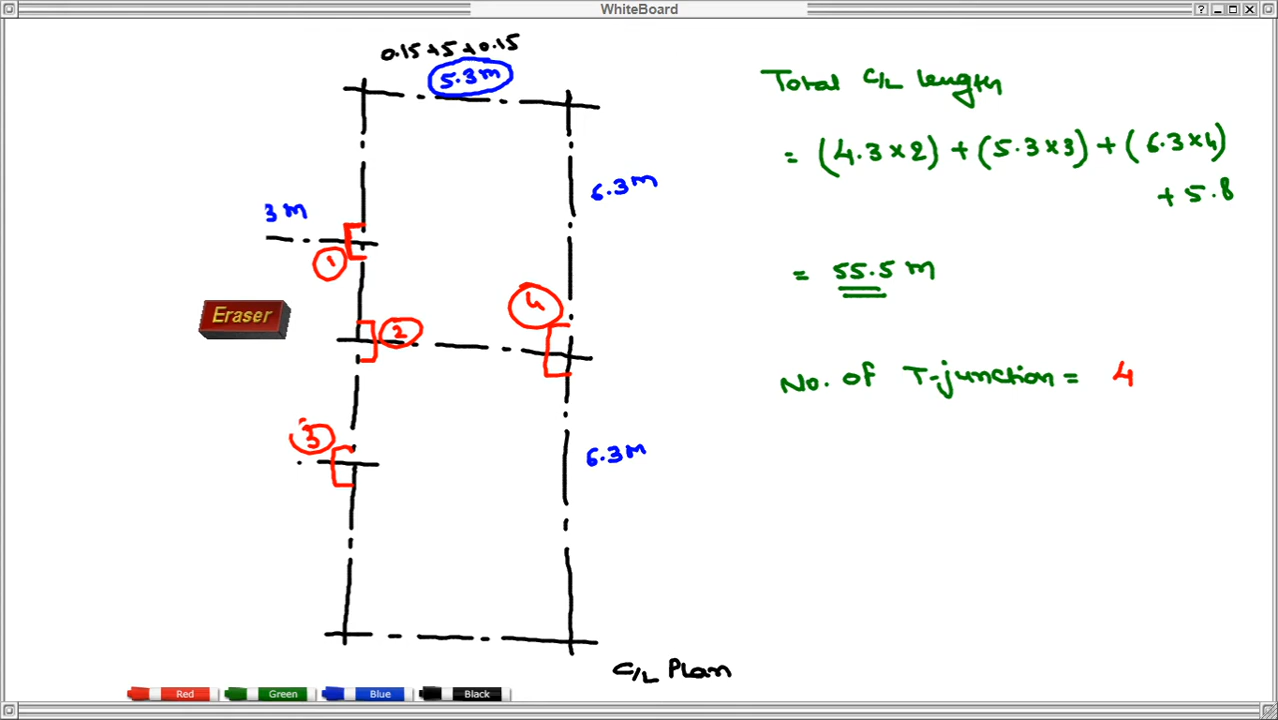 WhiteBoard
0.15+5+0.15
5.3m
6.3m
3m
1
2
4
3
6.3m
C/L Plan
Total C/L length
= (4.3×2) + (5.3×3) + (6.3×4)
+ 5.8
= 55.5 m
No. of T-junction = 4
Eraser
Red
Green
Blue
Black